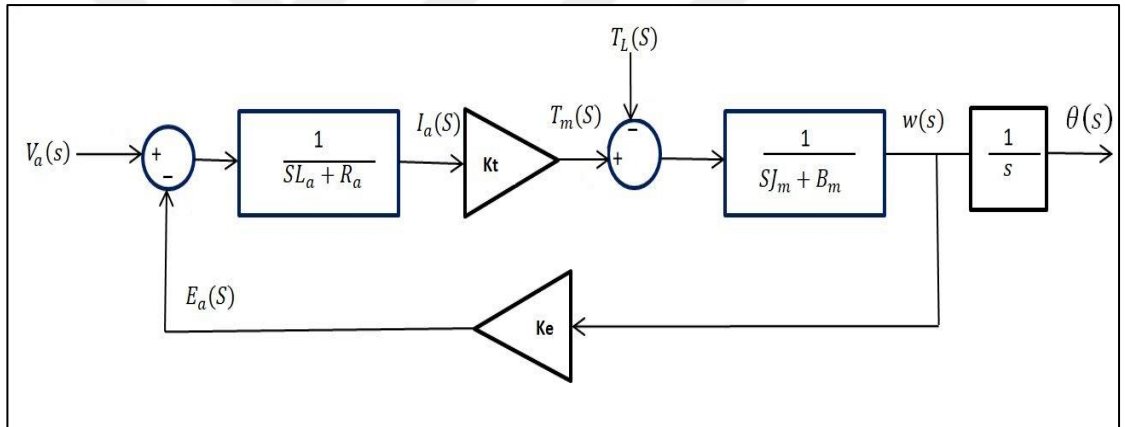 T_L(S)
V_a(s)
+
−
1
SL_a + R_a
I_a(S)
Kt
T_m(S)
−
+
1
SJ_m + B_m
w(s)
1
s
θ(s)
E_a(S)
Ke